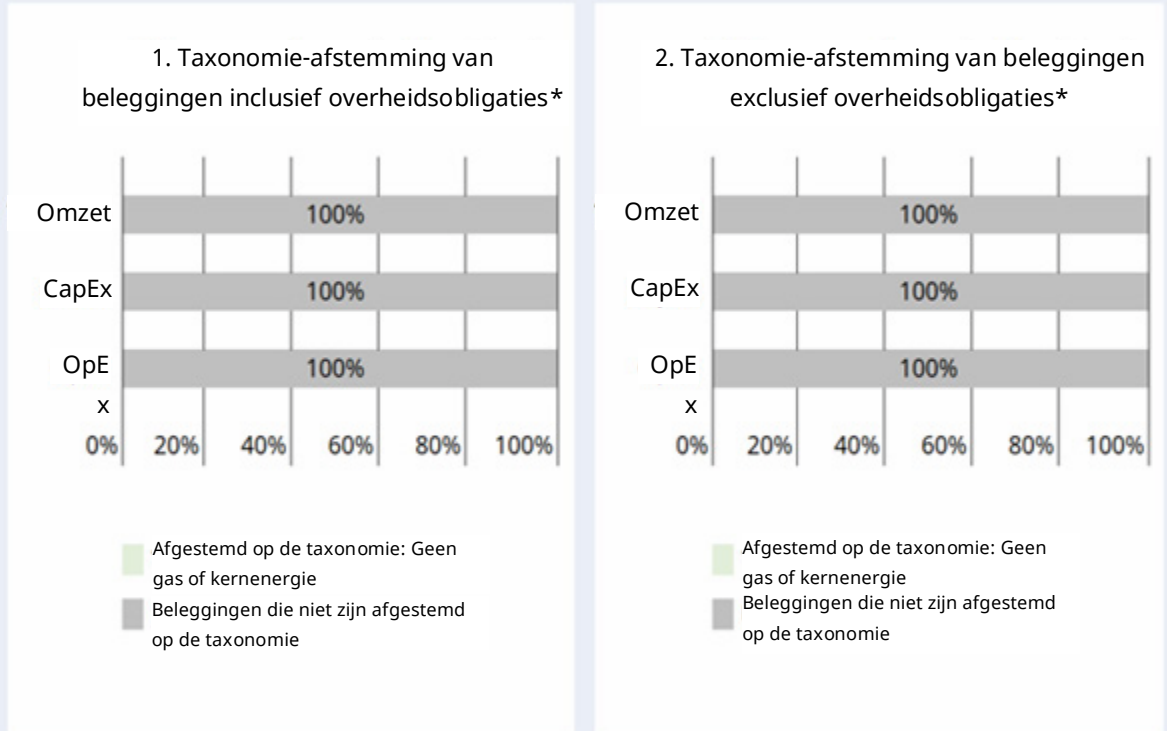 1. Taxonomie-afstemming van
beleggingen inclusief overheidsobligaties*
Omzet
100%
CapEx
100%
OpE
x
100%
0% 20% 40% 60% 80% 100%
Afgestemd op de taxonomie: Geen
gas of kernenergie
Beleggingen die niet zijn afgestemd
op de taxonomie
2. Taxonomie-afstemming van beleggingen
exclusief overheidsobligaties*
Omzet
100%
CapEx
100%
OpE
x
100%
0% 20% 40% 60% 80% 100%
Afgestemd op de taxonomie: Geen
gas of kernenergie
Beleggingen die niet zijn afgestemd
op de taxonomie